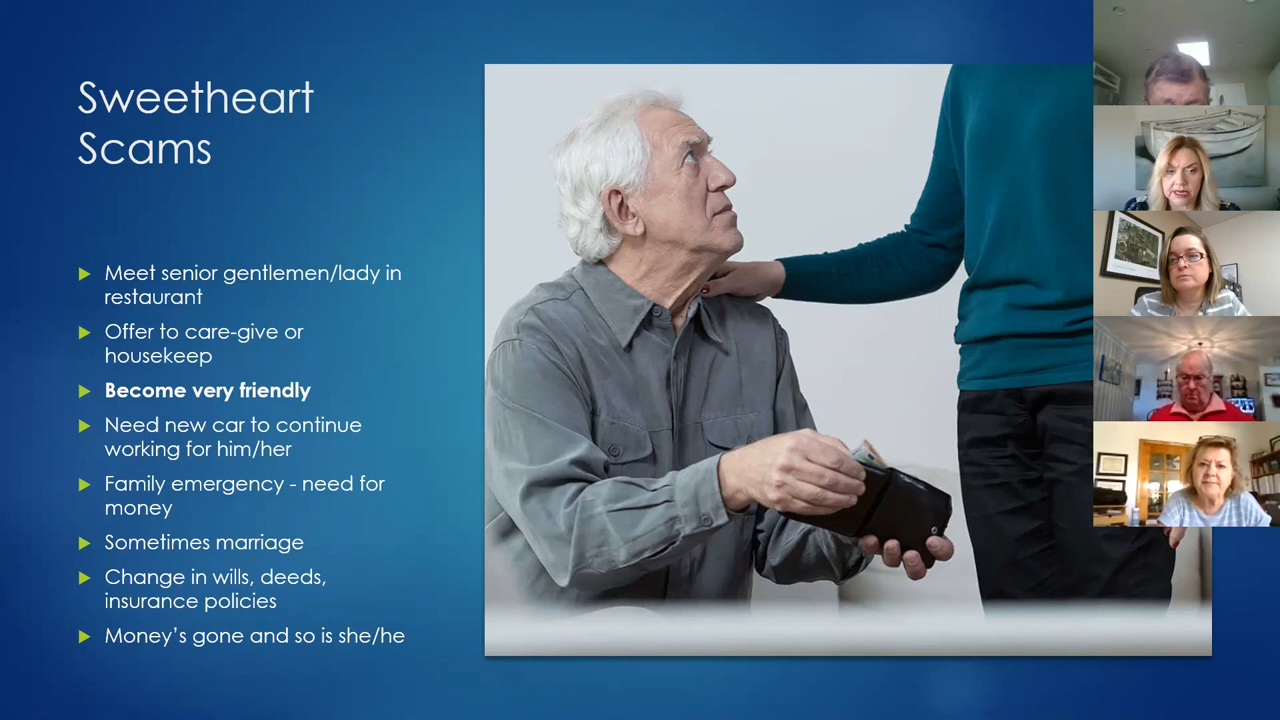 Sweetheart
Scams
Meet senior gentlemen/lady in
restaurant
Offer to care-give or
housekeep
Become very friendly
Need new car to continue
working for him/her
Family emergency - need for
money
Sometimes marriage
Change in wills, deeds,
insurance policies
Money’s gone and so is she/he